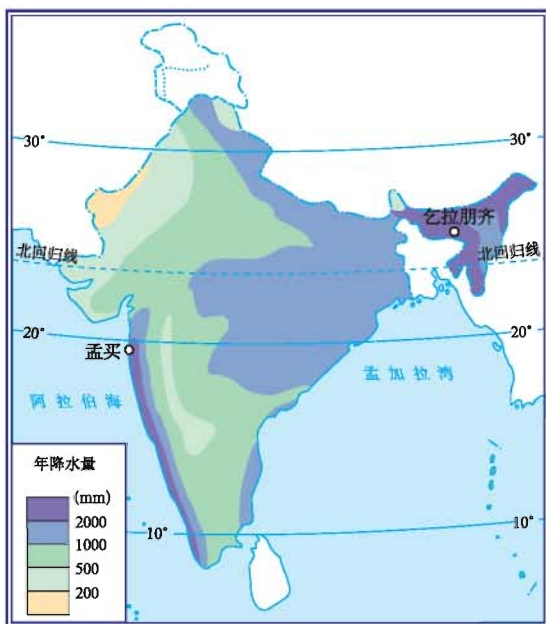 30°
30°
乞拉朋齐
北回归线
北回归线
20°
20°
孟买
阿拉伯海
孟加拉湾
年降水量
(mm)
2000
1000
500
200
10°
10°